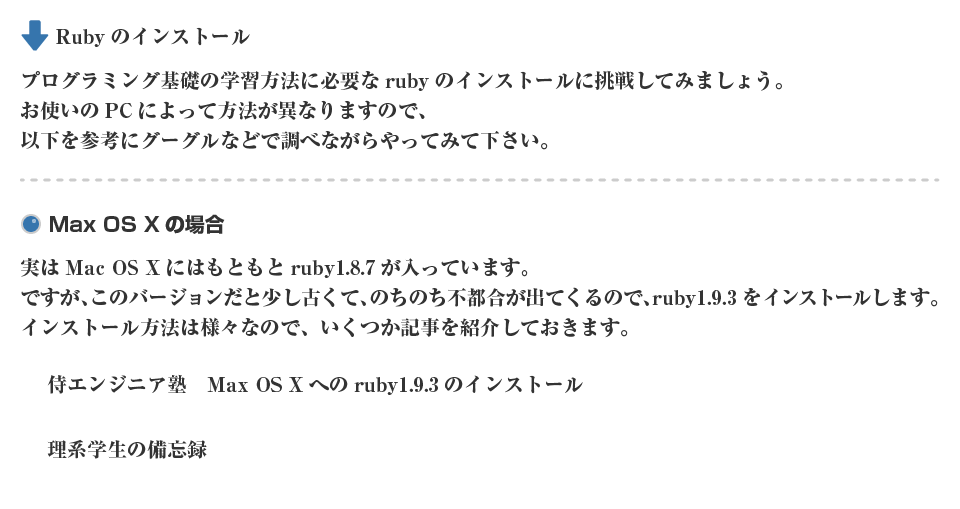 Ruby のインストール
プログラミング基礎の学習方法に必要な ruby のインストールに挑戦してみましょう。
お使いの PC によって方法が異なりますので、
以下を参考にグーグルなどで調べながらやってみて下さい。
Max OS X の場合
実は Mac OS X にはもともと ruby1.8.7 が入っています。
ですが、このバージョンだと少し古くて、のちのち不都合が出てくるので、ruby1.9.3 をインストールします。
インストール方法は様々なので、いくつか記事を紹介しておきます。
侍エンジニア塾　Max OS X への ruby1.9.3 のインストール
理系学生の備忘録